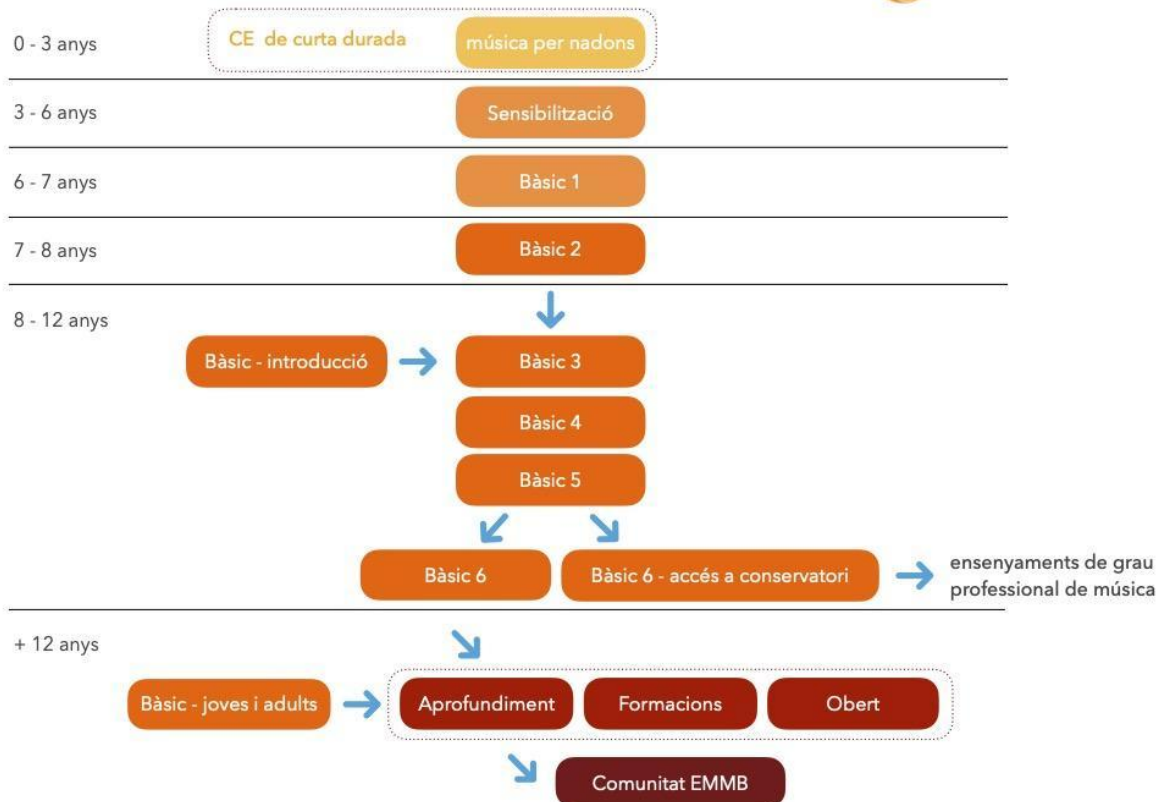 0 - 3 anys
CE de curta durada
música per nadons
3 - 6 anys
Sensibilització
6 - 7 anys
Bàsic 1
7 - 8 anys
Bàsic 2
8 - 12 anys
Bàsic - introducció
Bàsic 3
Bàsic 4
Bàsic 5
Bàsic 6
Bàsic 6 - accés a conservatori
ensenyaments de grau
professional de música
+ 12 anys
Bàsic - joves i adults
Aprofundiment
Formacions
Obert
Comunitat EMMB